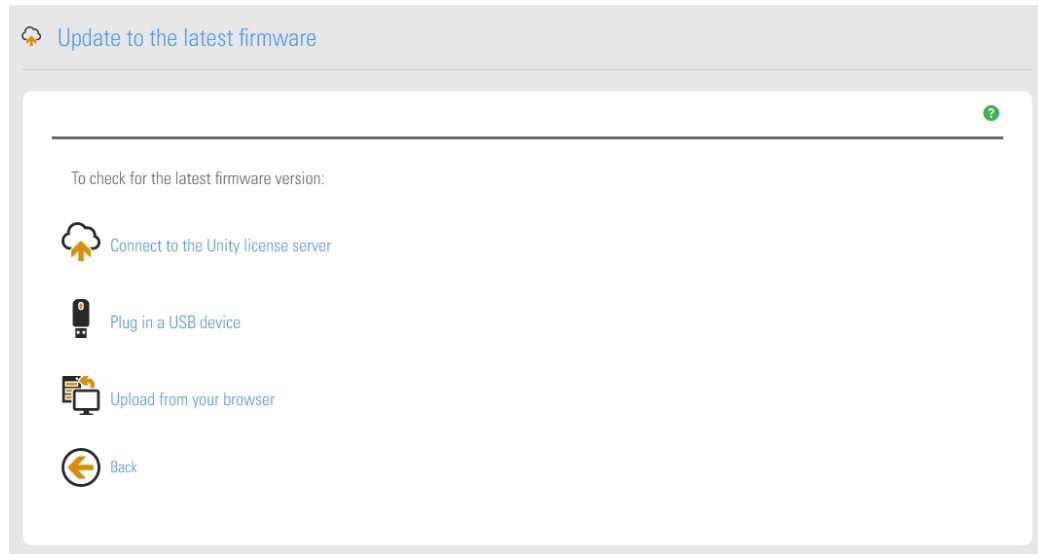 Update to the latest firmware
?
To check for the latest firmware version:
Connect to the Unity license server
Plug in a USB device
Upload from your browser
Back